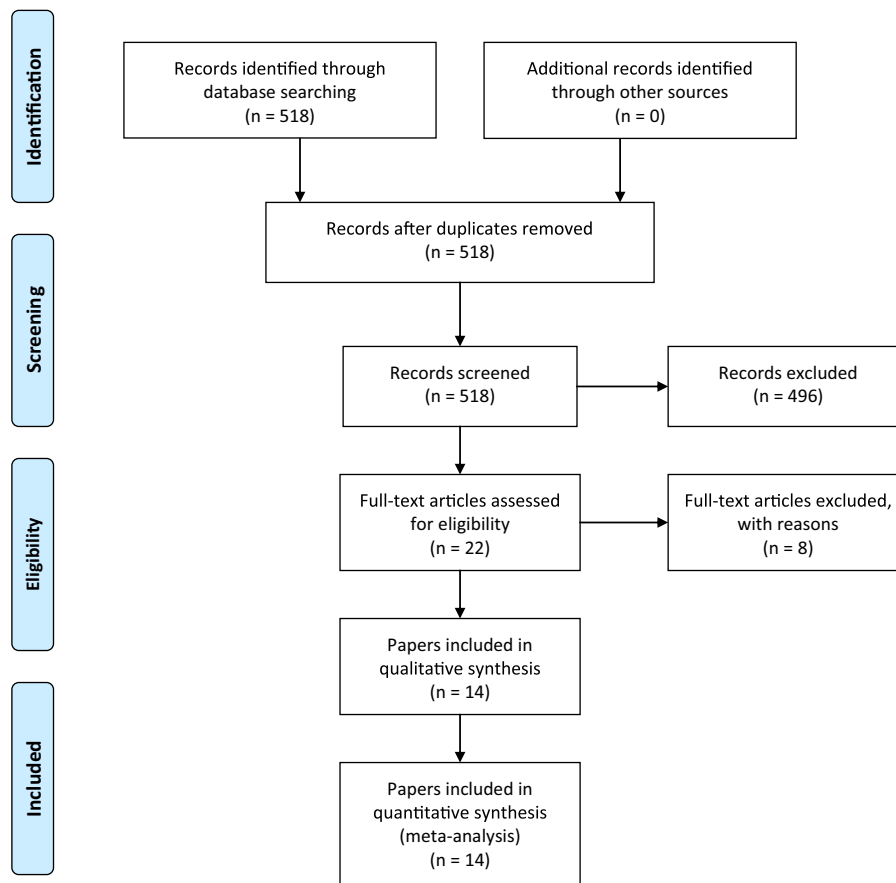 Identification
Records identified through
database searching
(n = 518)
Additional records identified
through other sources
(n = 0)
Records after duplicates removed
(n = 518)
Screening
Records screened
(n = 518)
Records excluded
(n = 496)
Eligibility
Full-text articles assessed
for eligibility
(n = 22)
Full-text articles excluded,
with reasons
(n = 8)
Papers included in
qualitative synthesis
(n = 14)
Included
Papers included in
quantitative synthesis
(meta-analysis)
(n = 14)